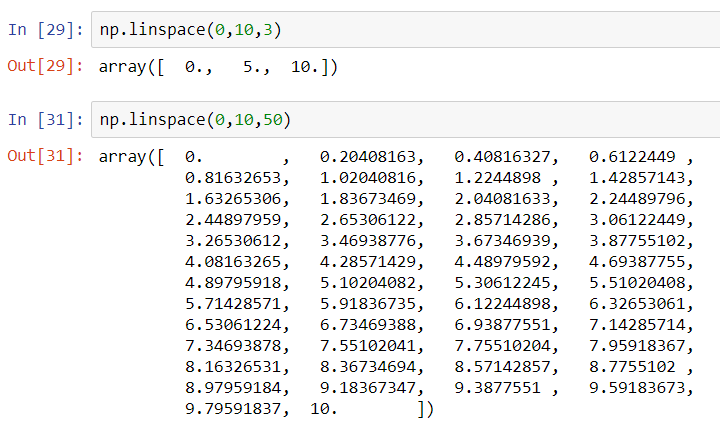 In [29]: np.linspace(0,10,3)
Out[29]: array([  0.,   5.,  10.])
In [31]: np.linspace(0,10,50)
Out[31]: array([  0.        ,   0.20408163,   0.40816327,   0.6122449 ,
         0.81632653,   1.02040816,   1.2244898 ,   1.42857143,
         1.63265306,   1.83673469,   2.04081633,   2.24489796,
         2.44897959,   2.65306122,   2.85714286,   3.06122449,
         3.26530612,   3.46938776,   3.67346939,   3.87755102,
         4.08163265,   4.28571429,   4.48979592,   4.69387755,
         4.89795918,   5.10204082,   5.30612245,   5.51020408,
         5.71428571,   5.91836735,   6.12244898,   6.32653061,
         6.53061224,   6.73469388,   6.93877551,   7.14285714,
         7.34693878,   7.55102041,   7.75510204,   7.95918367,
         8.16326531,   8.36734694,   8.57142857,   8.7755102 ,
         8.97959184,   9.18367347,   9.3877551 ,   9.59183673,
         9.79591837,  10.        ])